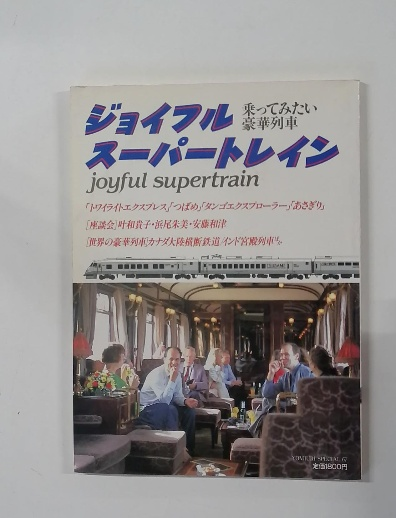 ジョイフル
乗ってみたい
豪華列車
スーパートレイン
joyful supertrain
「トワイライトエクスプレス」「つばめ」「タンゴエクスプローラー」「あさぎり」
[座談会]叶和貴子・浜尾朱美・安藤和津
[世界の豪華列車]カナダ大陸横断鉄道/インド宮殿列車ほか
YOMIURI SPECIAL 67
定価1800円